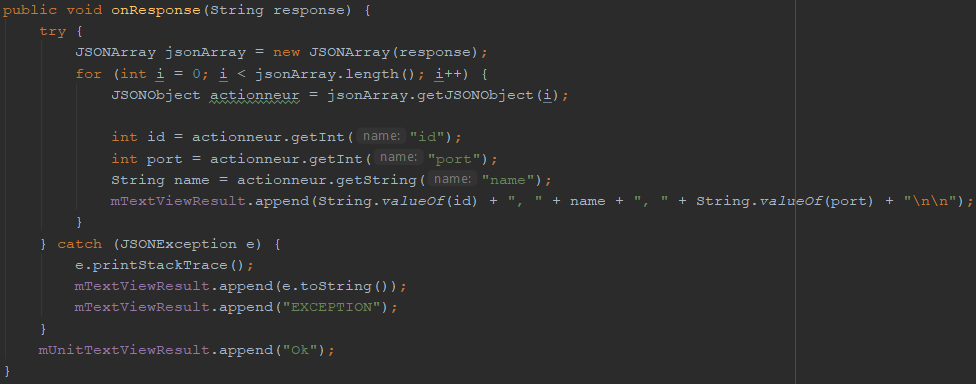 public void onResponse(String response) {
try {
JSONArray jsonArray = new JSONArray(response);
for (int i = 0; i < jsonArray.length(); i++) {
JSONObject actionneur = jsonArray.getJSONObject(i);
int id = actionneur.getInt( name: "id");
int port = actionneur.getInt( name: "port");
String name = actionneur.getString( name: "name");
mTextViewResult.append(String.valueOf(id) + ", " + name + ", " + String.valueOf(port) + "\n\n");
}
} catch (JSONException e) {
e.printStackTrace();
mTextViewResult.append(e.toString());
mTextViewResult.append("EXCEPTION");
}
mUnitTextViewResult.append("Ok");
}